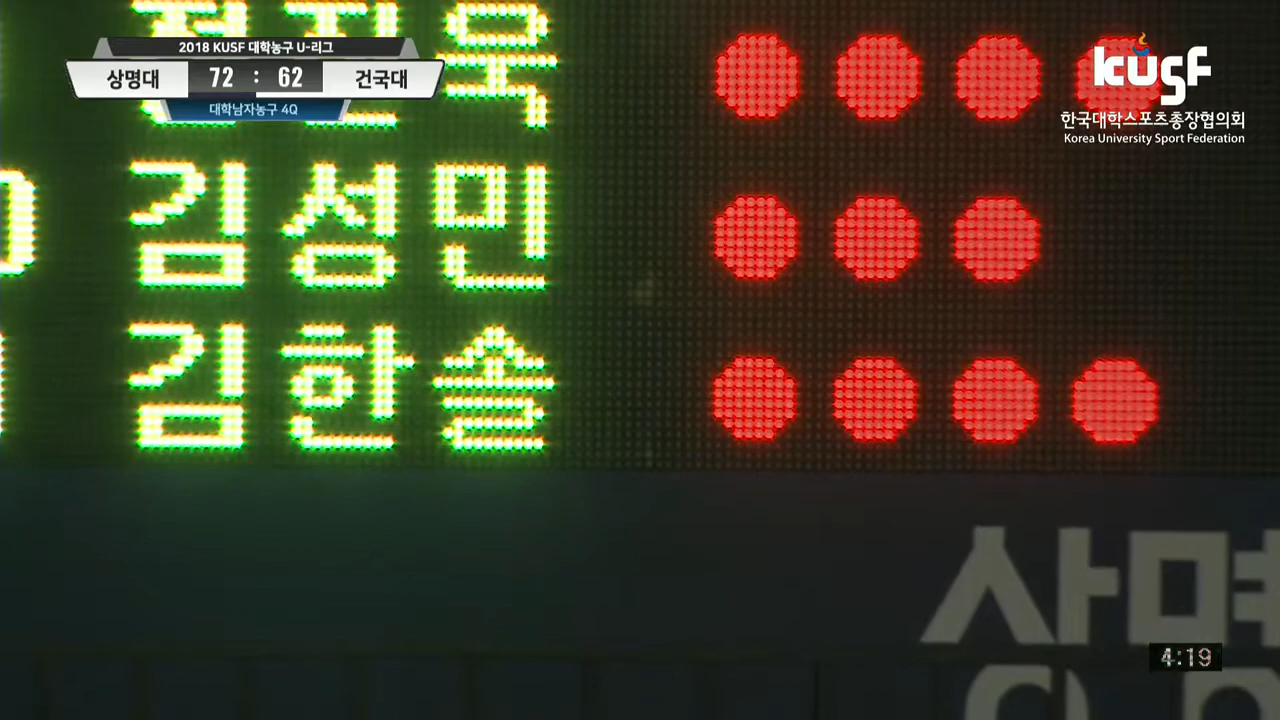 2018 KUSF 대학농구 U-리그
상명대 72 : 62 건국대
대학남자농구 4Q
kusf
한국대학스포츠총장협의회
Korea University Sport Federation
김성민
김한솔
상명
4:19